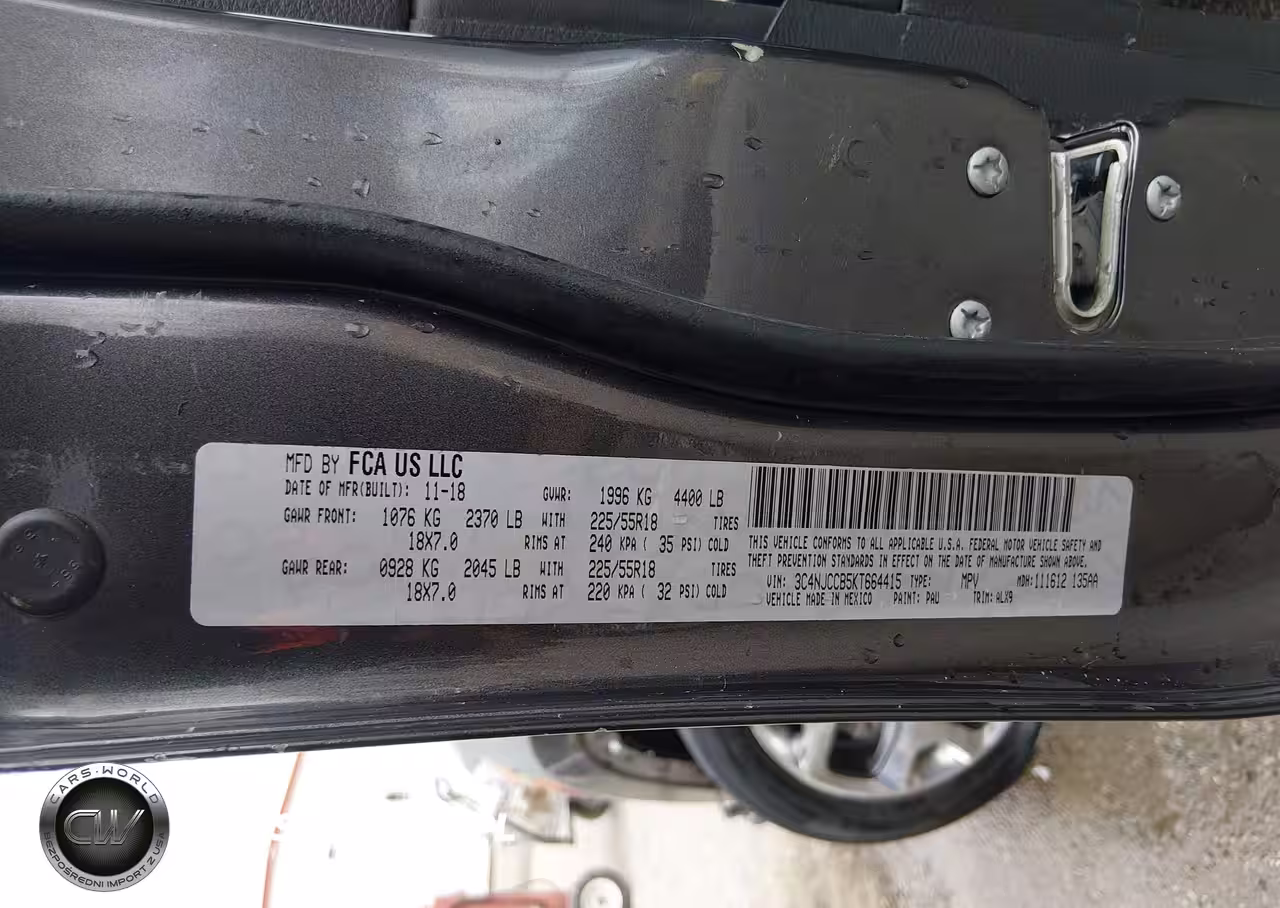 MFD BY FCA US LLC
DATE OF MFR(BUILT): 11-18 GVWR: 1996 KG 4400 LB
GAWR FRONT: 1076 KG 2370 LB WITH 225/55R18 TIRES
18X7.0 RIMS AT 240 KPA ( 35 PSI) COLD
GAWR REAR: 0928 KG 2045 LB WITH 225/55R18 TIRES
18X7.0 RIMS AT 220 KPA ( 32 PSI) COLD
THIS VEHICLE CONFORMS TO ALL APPLICABLE U.S.A. FEDERAL MOTOR VEHICLE SAFETY AND
THEFT PREVENTION STANDARDS IN EFFECT ON THE DATE OF MANUFACTURE SHOWN ABOVE.
VIN: 3C4NJCCB5KT664415 TYPE: MPV MDH: 111612 135AA
VEHICLE MADE IN MEXICO PAINT: PAU TRIM: ALX9
CARS·WORLD
CW
BEZPOŚREDNI IMPORT Z USA